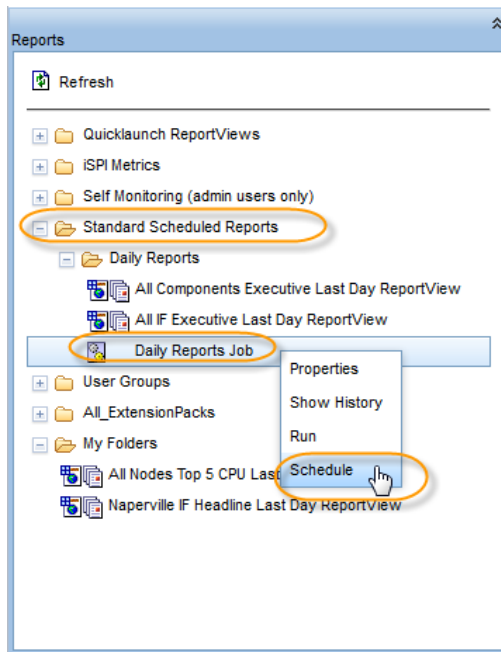 Reports
Refresh
Quicklaunch ReportViews
iSPI Metrics
Self Monitoring (admin users only)
Standard Scheduled Reports
Daily Reports
All Components Executive Last Day ReportView
All IF Executive Last Day ReportView
Daily Reports Job
Properties
User Groups
Show History
All_ExtensionPacks
Run
My Folders
All Nodes Top 5 CPU Las
Schedule
Naperville IF Headline Last Day ReportView